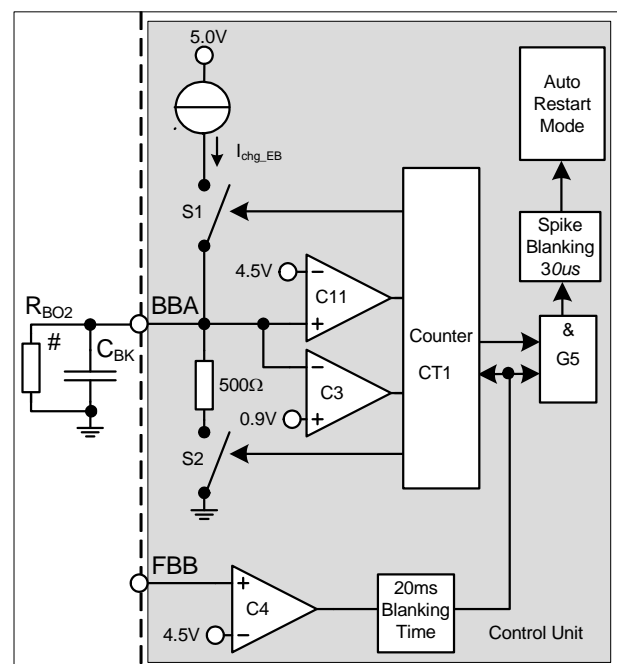 5.0V
Auto
Restart
Mode
I_chg_EB
S1
Spike
Blanking
30us
4.5V
C11
R_BO2
#
C_BK
BBA
Counter
CT1
&
G5
500Ω
C3
0.9V
S2
FBB
C4
4.5V
20ms
Blanking
Time
Control Unit